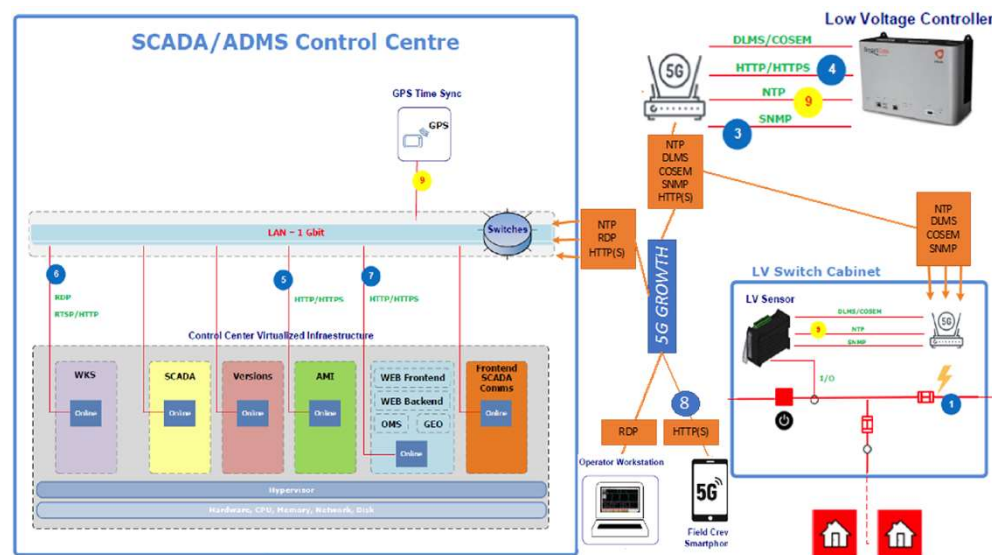 SCADA/ADMS Control Centre
GPS Time Sync
GPS
9
LAN – 1 Gbit
Switches
6
RDP
RTSP/HTTP
5
HTTP/HTTPS
7
HTTP/HTTPS
Control Center Virtualized Infraestructure
WKS
Online
SCADA
Online
Versions
Online
AMI
Online
WEB Frontend
WEB Backend
OMS
GEO
Online
Frontend
SCADA
Comms
Online
Hypervisor
Hardware, CPU, Memory, Network, Disk
NTP
RDP
HTTP(S)
5G
NTP
DLMS
COSEM
SNMP
HTTP(S)
5G GROWTH
8
RDP
HTTP(S)
Operator Workstation
5G
Field Crev
Smartphor
Low Voltage Controller
DLMS/COSEM
HTTP/HTTPS
4
NTP
9
SNMP
3
NTP
DLMS
COSEM
SNMP
LV Switch Cabinet
LV Sensor
DLMS/COSEM
9
NTP
SNMP
5G
I/O
1